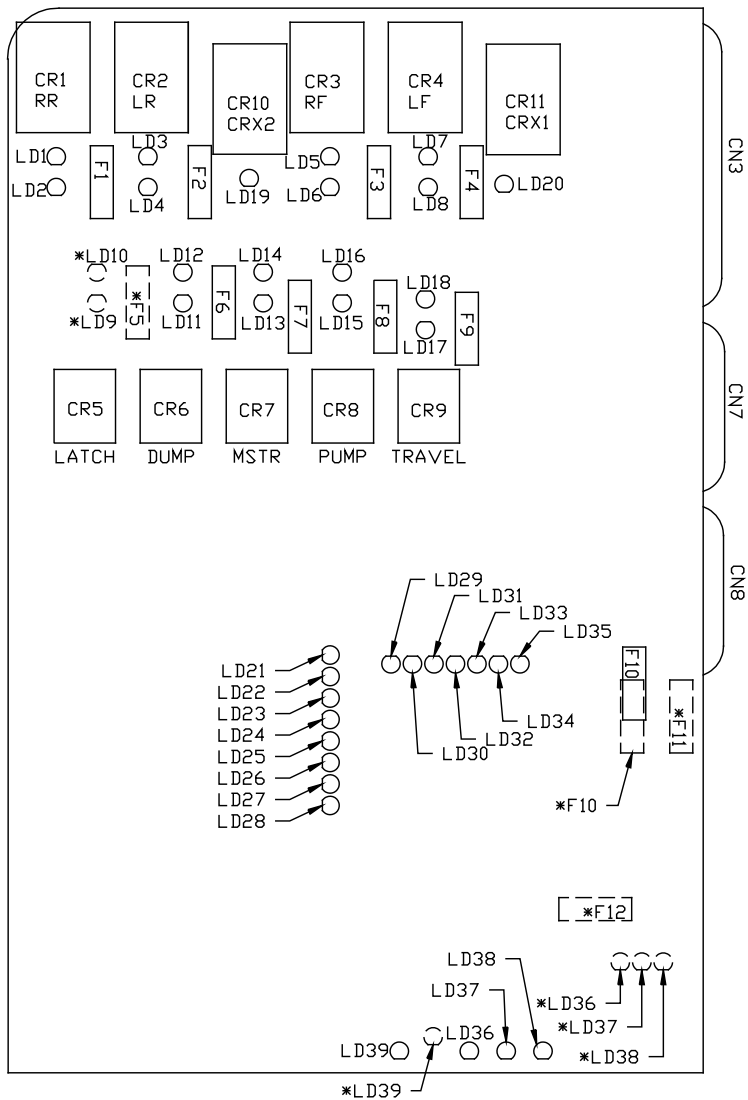 CR1
RR
CR2
LR
CR10
CRX2
CR3
RF
CR4
LF
CR11
CRX1
CN3
LD1
LD2
F1
LD3
LD4
F2
LD19
LD5
LD6
F3
LD7
LD8
F4
LD20
*LD10
*LD9
*F5
LD12
LD11
F6
LD14
LD13
F7
LD16
LD15
F8
LD18
LD17
F9
CN7
CR5
LATCH
CR6
DUMP
CR7
MSTR
CR8
PUMP
CR9
TRAVEL
CN8
LD29
LD31
LD33
LD35
LD21
LD22
LD23
LD24
LD25
LD26
LD27
LD28
LD30
LD32
LD34
F10
*F11
*F10
*F12
LD38
LD37
LD36
LD39
*LD39
*LD36
*LD37
*LD38